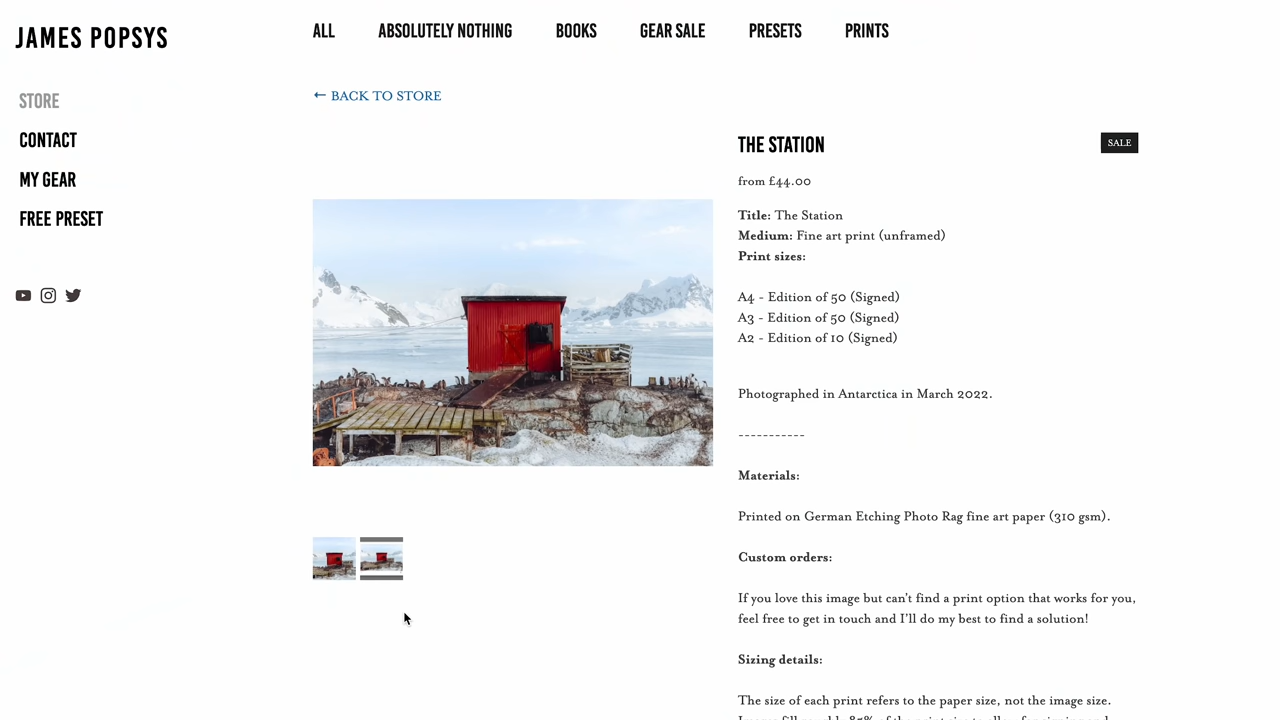 JAMES POPSYS
ALL ABSOLUTELY NOTHING BOOKS GEAR SALE PRESETS PRINTS
STORE
CONTACT
MY GEAR
FREE PRESET
← BACK TO STORE
THE STATION
SALE
from £44.00
Title: The Station
Medium: Fine art print (unframed)
Print sizes:
A4 - Edition of 50 (Signed)
A3 - Edition of 50 (Signed)
A2 - Edition of 10 (Signed)
Photographed in Antarctica in March 2022.
-----------
Materials:
Printed on German Etching Photo Rag fine art paper (310 gsm).
Custom orders:
If you love this image but can't find a print option that works for you,
feel free to get in touch and I'll do my best to find a solution!
Sizing details:
The size of each print refers to the paper size, not the image size.